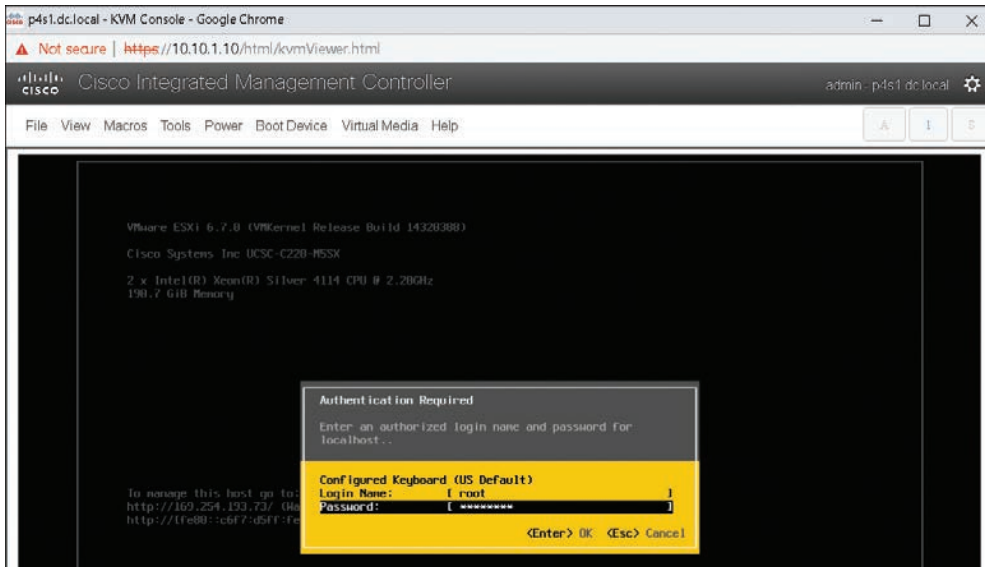 p4s1.dc.local - KVM Console - Google Chrome
Not secure | https://10.10.1.10/html/kvmViewer.html
cisco Cisco Integrated Management Controller admin - p4s1.dc.local
File View Macros Tools Power Boot Device Virtual Media Help A I S
VMware ESXi 6.7.0 (VMKernel Release Build 14320388)
Cisco Systems Inc UCSC-C220-M5SX
2 x Intel(R) Xeon(R) Silver 4114 CPU @ 2.20GHz
190.7 GiB Memory
Authentication Required
Enter an authorized login name and password for
localhost..
Configured Keyboard (US Default)
Login Name: [ root ]
Password: [ ******** ]
<Enter> OK <Esc> Cancel
To manage this host go to:
http://169.254.193.73/ (Wa
http://[fe80::c6f7:d5ff:fe